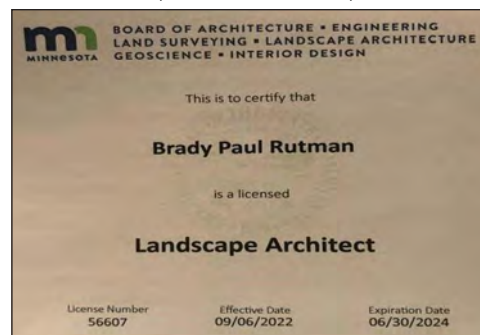 BOARD OF ARCHITECTURE • ENGINEERING
LAND SURVEYING • LANDSCAPE ARCHITECTURE
GEOSCIENCE • INTERIOR DESIGN
MINNESOTA
This is to certify that
Brady Paul Rutman
is a licensed
Landscape Architect
License Number Effective Date Expiration Date
56607 09/06/2022 06/30/2024